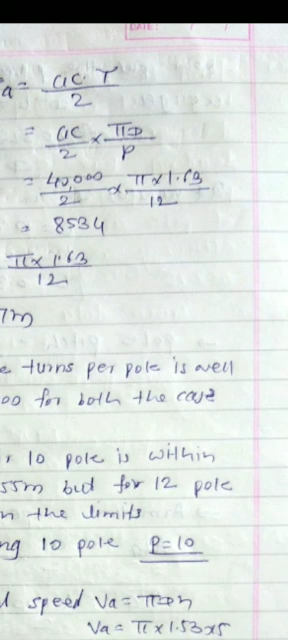 DATE:
a = ac τ / 2
= ac/2 × πD/P
= 40,000/2 × π×1.63/12
= 8534
π×1.63/12
7m
turns per pole is well
00 for both the case
10 pole is within
55m but for 12 pole
n the limits
ng 10 pole P=10
l speed Va = πDn
Va = π×1.53×5